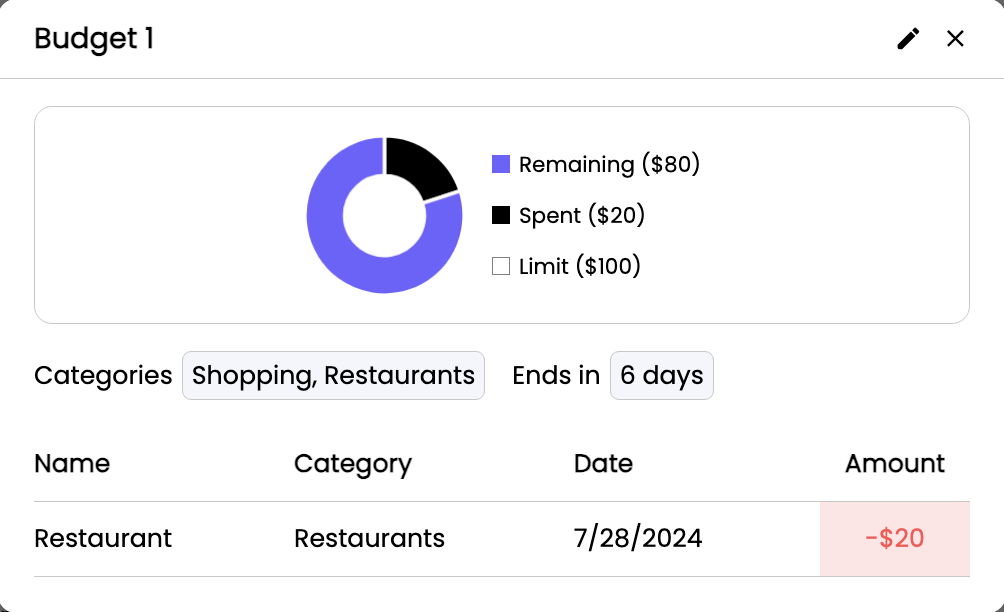 Budget 1
Remaining ($80)
Spent ($20)
Limit ($100)
Categories Shopping, Restaurants Ends in 6 days
Name Category Date Amount
Restaurant Restaurants 7/28/2024 -$20